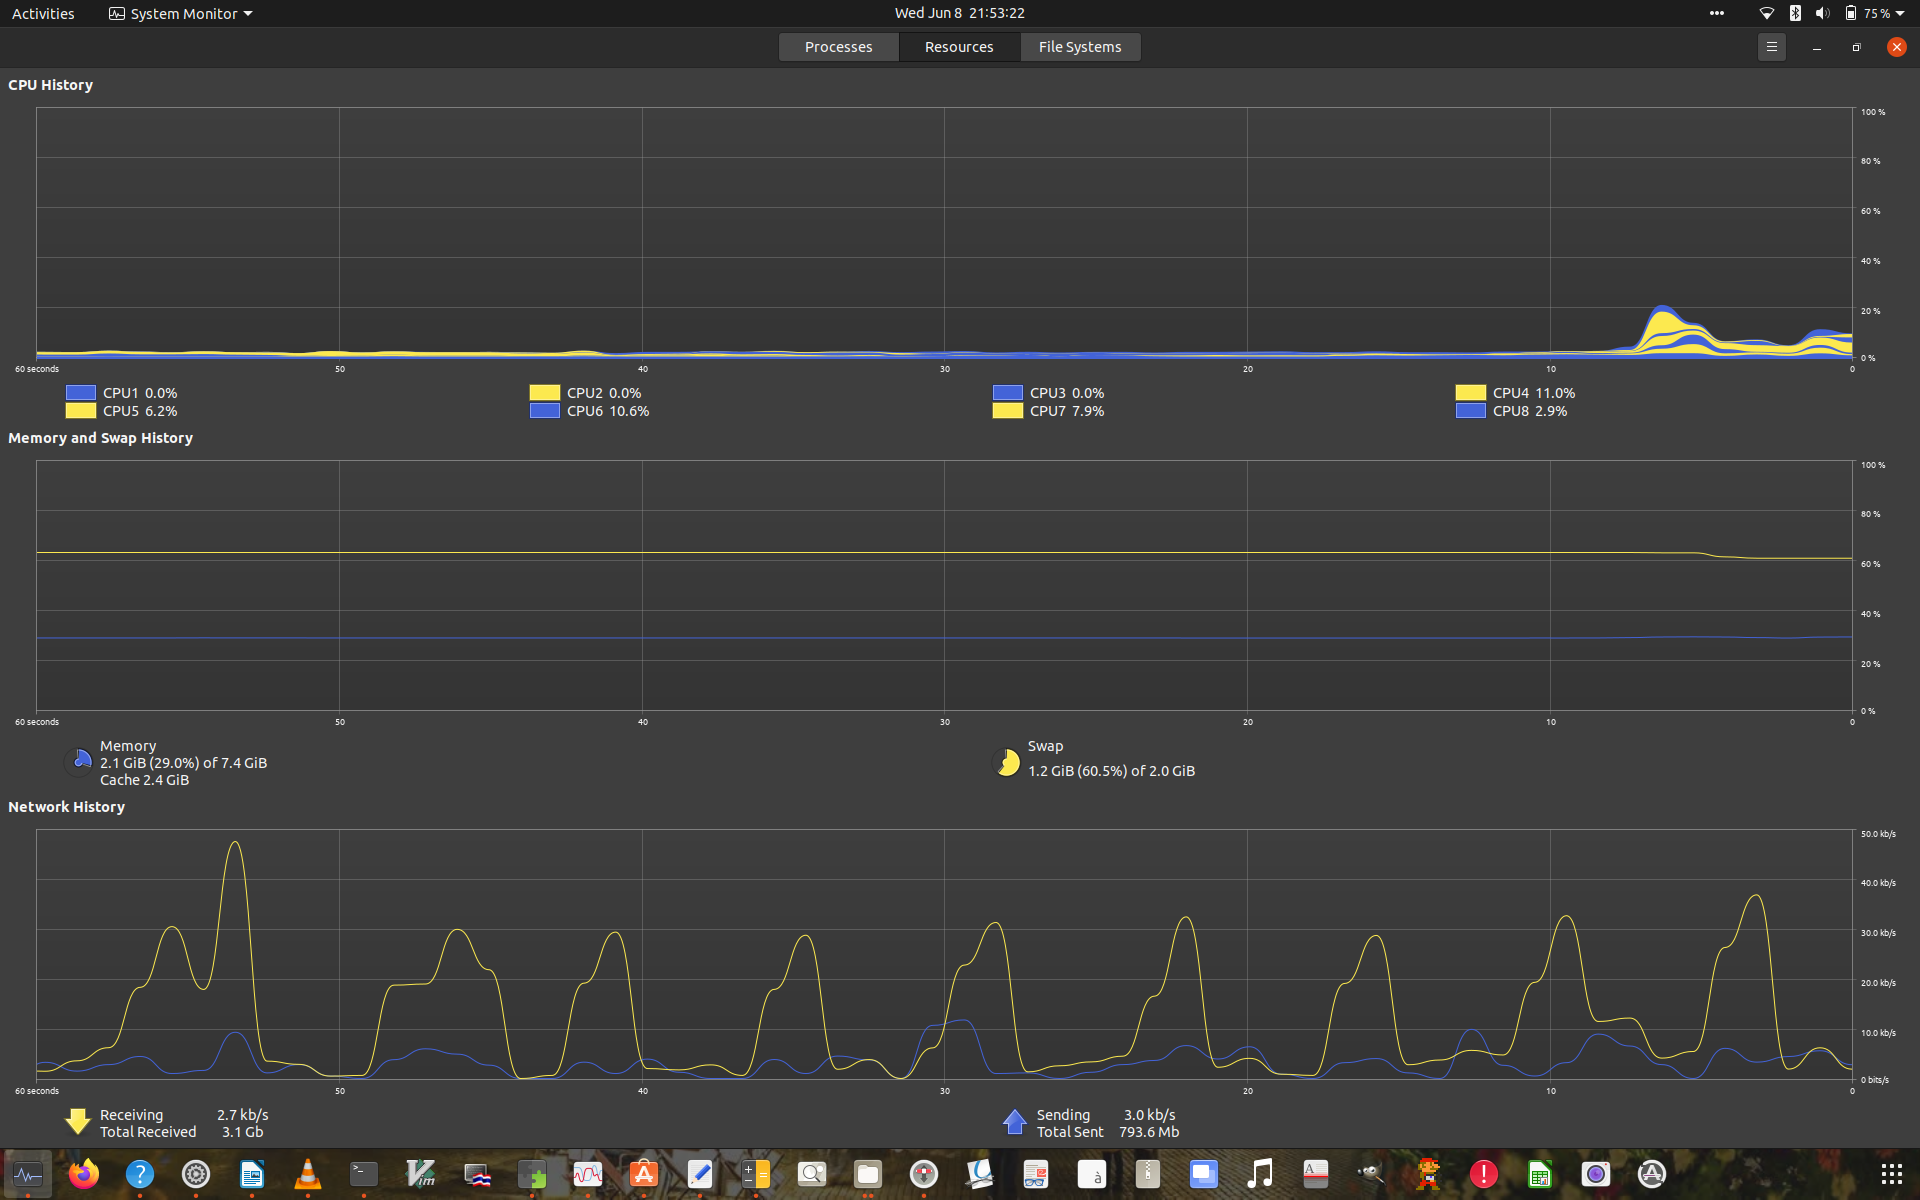 Activities System Monitor Wed Jun 8 21:53:22 75 %
Processes Resources File Systems
CPU History
100 %
80 %
60 %
40 %
20 %
0 %
60 seconds 50 40 30 20 10 0
CPU1 0.0% CPU2 0.0% CPU3 0.0% CPU4 11.0%
CPU5 6.2% CPU6 10.6% CPU7 7.9% CPU8 2.9%
Memory and Swap History
100 %
80 %
60 %
40 %
20 %
0 %
60 seconds 50 40 30 20 10 0
Memory
2.1 GiB (29.0%) of 7.4 GiB
Cache 2.4 GiB
Swap
1.2 GiB (60.5%) of 2.0 GiB
Network History
50.0 kb/s
40.0 kb/s
30.0 kb/s
20.0 kb/s
10.0 kb/s
0 bits/s
60 seconds 50 40 30 20 10 0
Receiving 2.7 kb/s
Total Received 3.1 Gb
Sending 3.0 kb/s
Total Sent 793.6 Mb